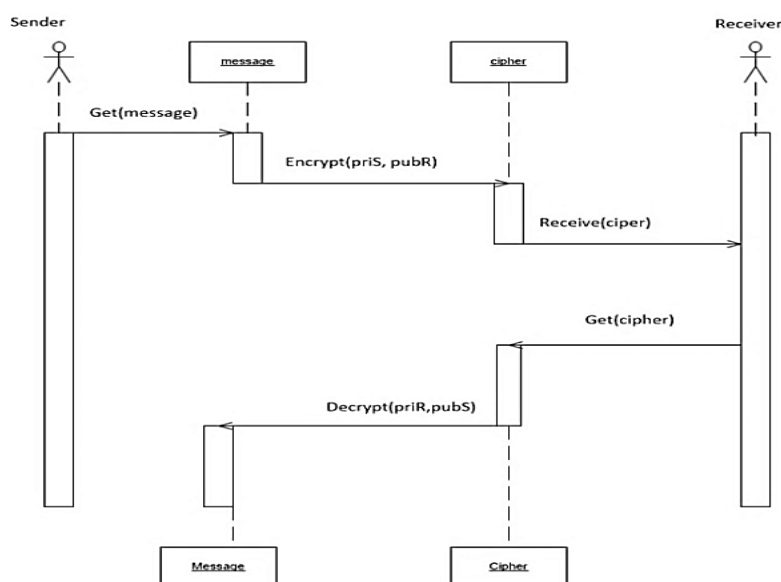 Sender
Receiver
message
cipher
Get(message)
Encrypt(priS, pubR)
Receive(ciper)
Get(cipher)
Decrypt(priR,pubS)
Message
Cipher